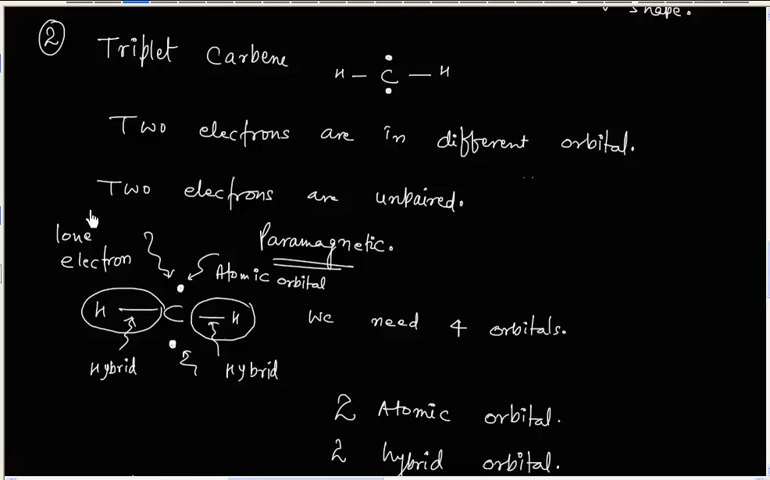 shape.
② Triplet Carbene H – C – H
Two electrons are in different orbital.
Two electrons are unpaired.
lone electron
Paramagnetic.
Atomic orbital
H — C — H
We need 4 orbitals.
Hybrid Hybrid
2 Atomic orbital.
2 hybrid orbital.